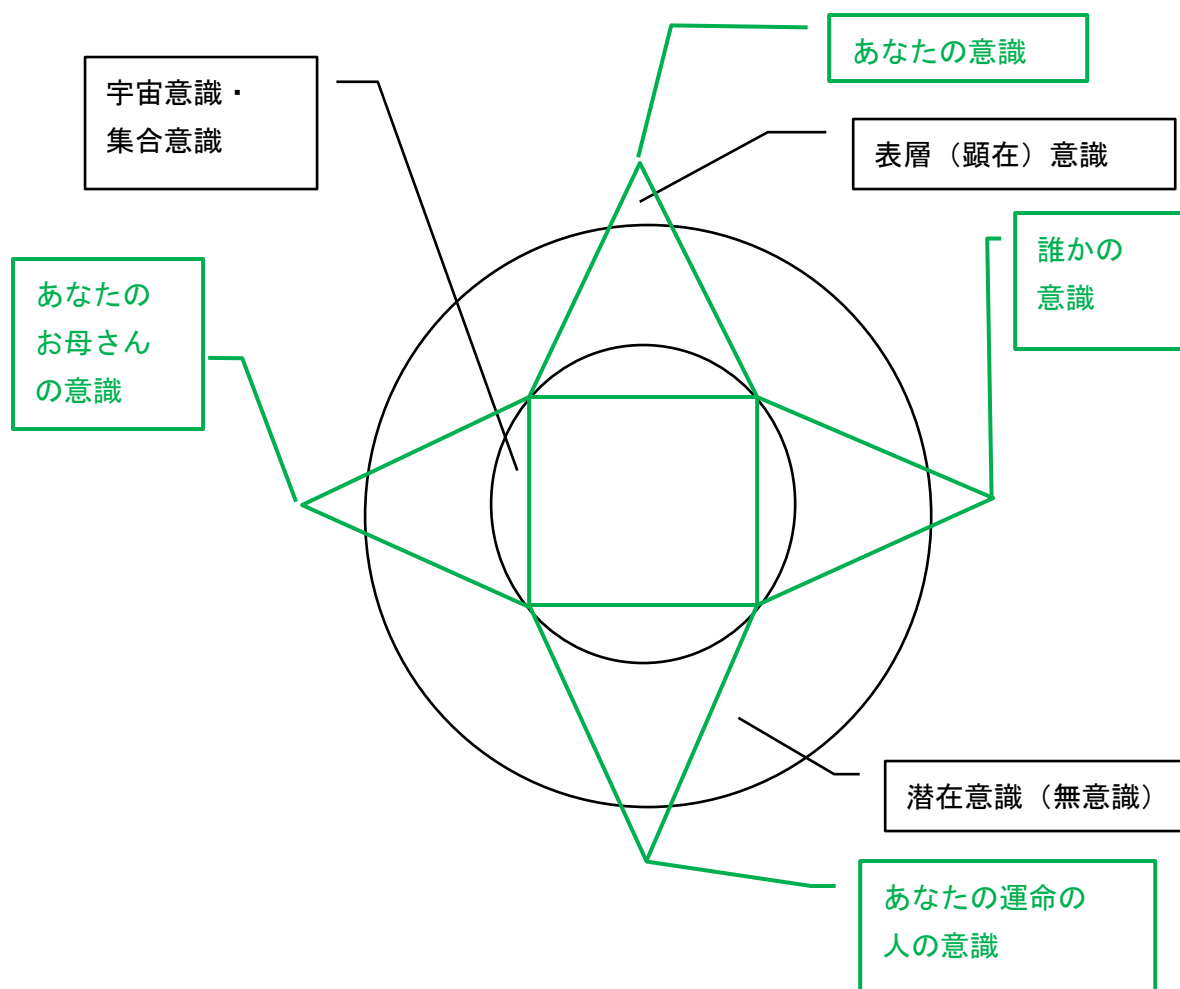 あなたの意識
宇宙意識・
集合意識
表層（顕在）意識
誰かの
意識
あなたの
お母さん
の意識
潜在意識（無意識）
あなたの運命の
人の意識